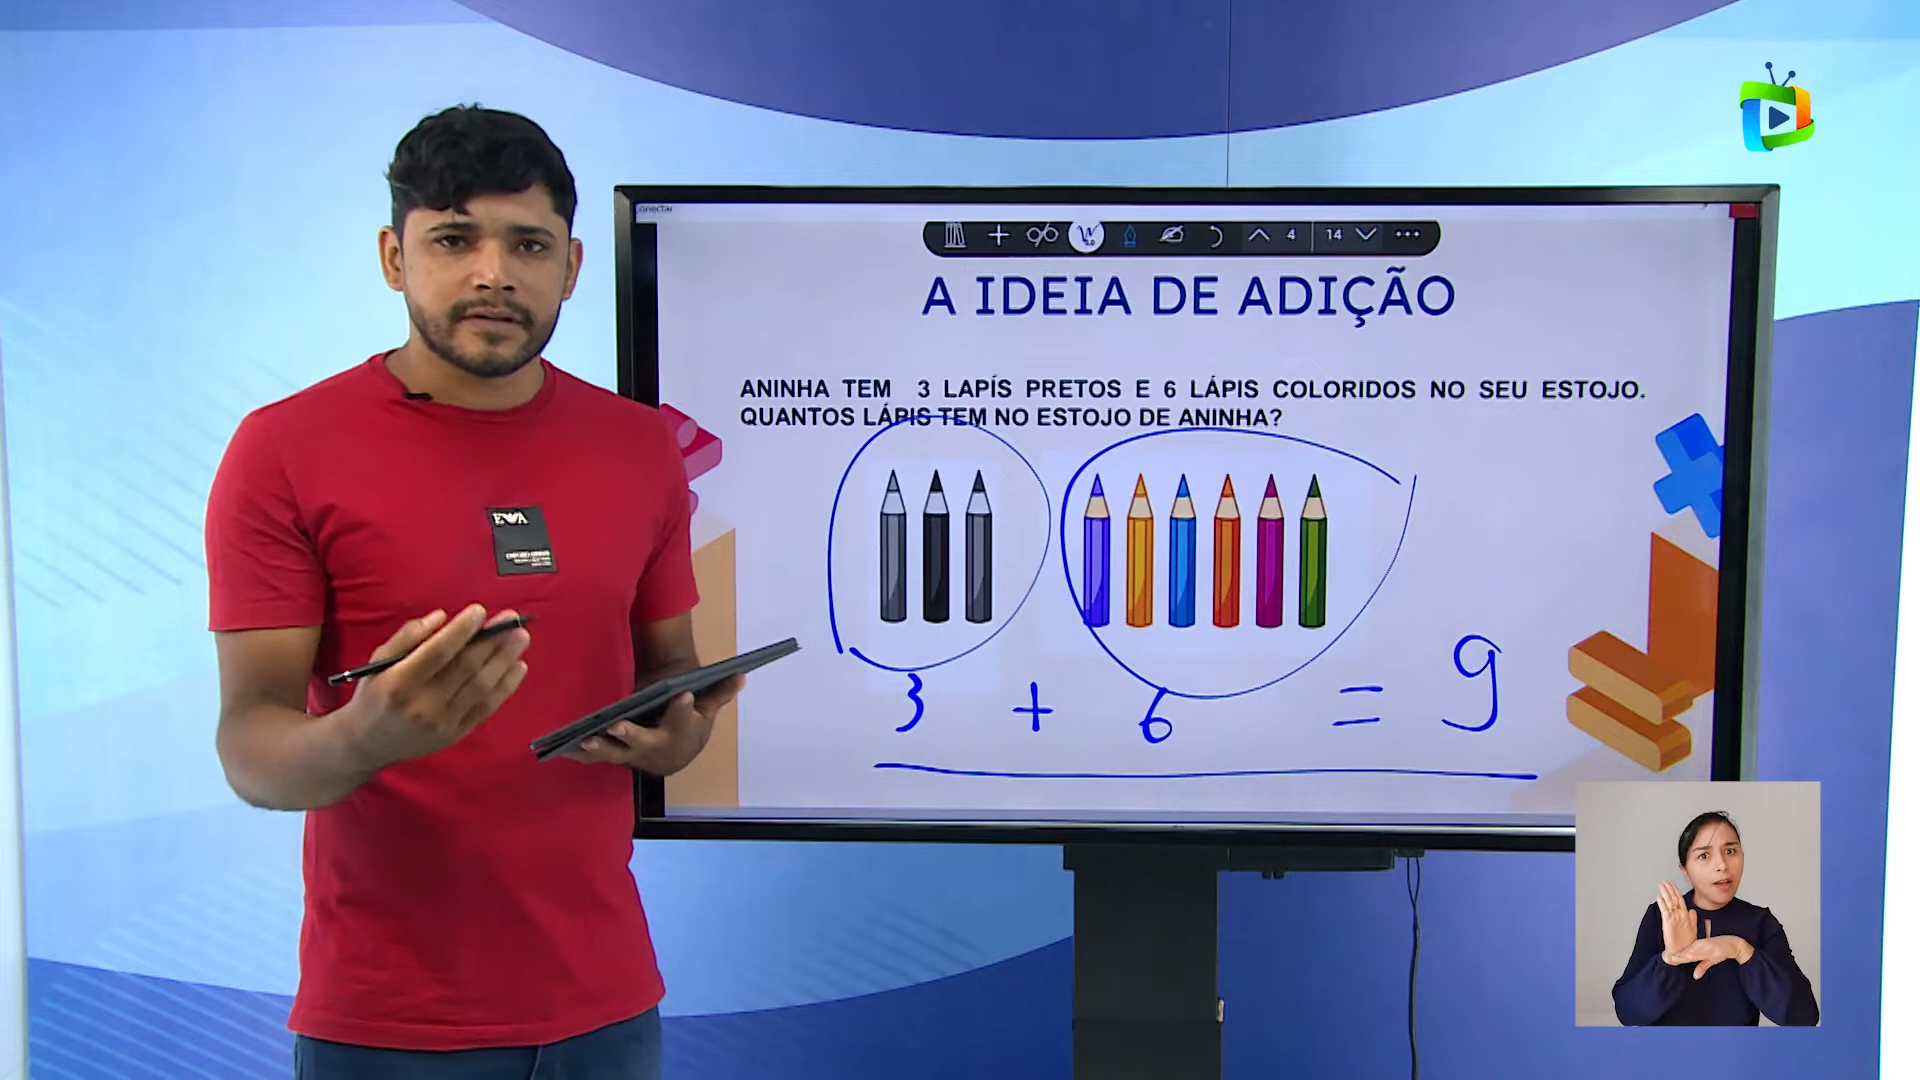 onectar
4 14
A IDEIA DE ADIÇÃO
ANINHA TEM 3 LAPÍS PRETOS E 6 LÁPIS COLORIDOS NO SEU ESTOJO.
QUANTOS LÁPIS TEM NO ESTOJO DE ANINHA?
3 + 6 = 9